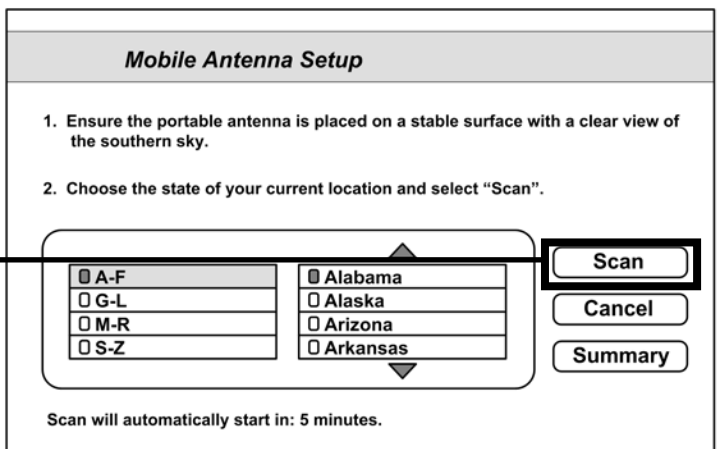 Mobile Antenna Setup
1. Ensure the portable antenna is placed on a stable surface with a clear view of
the southern sky.
2. Choose the state of your current location and select “Scan”.
A-F
G-L
M-R
S-Z
Alabama
Alaska
Arizona
Arkansas
Scan
Cancel
Summary
Scan will automatically start in: 5 minutes.